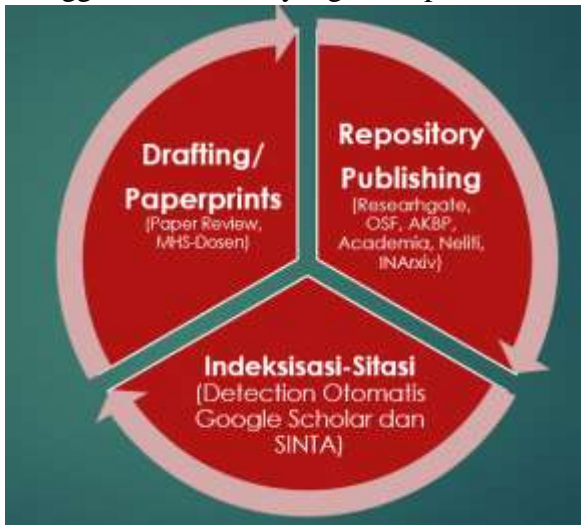 Drafting/
Paperprints
(Paper Review,
MHS-Dosen)
Repository
Publishing
(Researhgate,
OSF, AKBP,
Academia, Neliti,
INArxiv)
Indeksisasi-Sitasi
(Detection Otomatis
Google Scholar dan
SINTA)